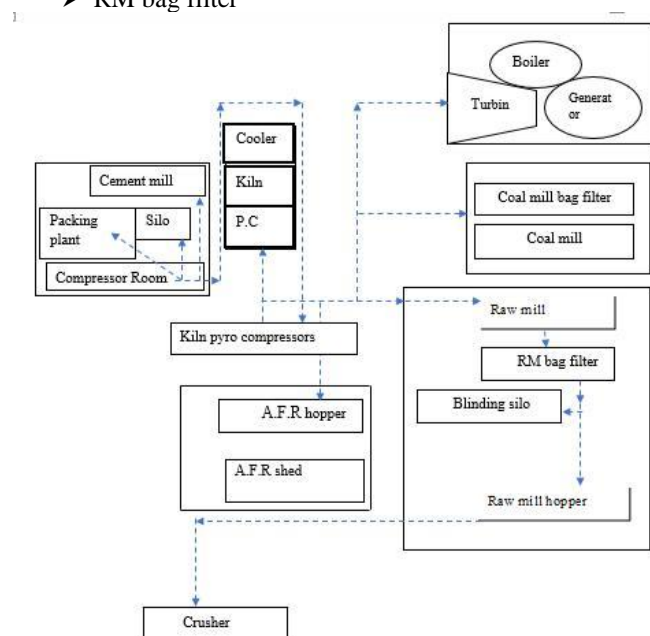 ➤ RM bag filter
Boiler
Turbin
Generat
or
Cooler
Cement mill
Kiln
Coal mill bag filter
Packing
plant
Silo
P.C
Coal mill
Compressor Room
Raw mill
Kiln pyro compressors
RM bag filter
Blinding silo
A.F.R hopper
A.F.R shed
Raw mill hopper
Crusher